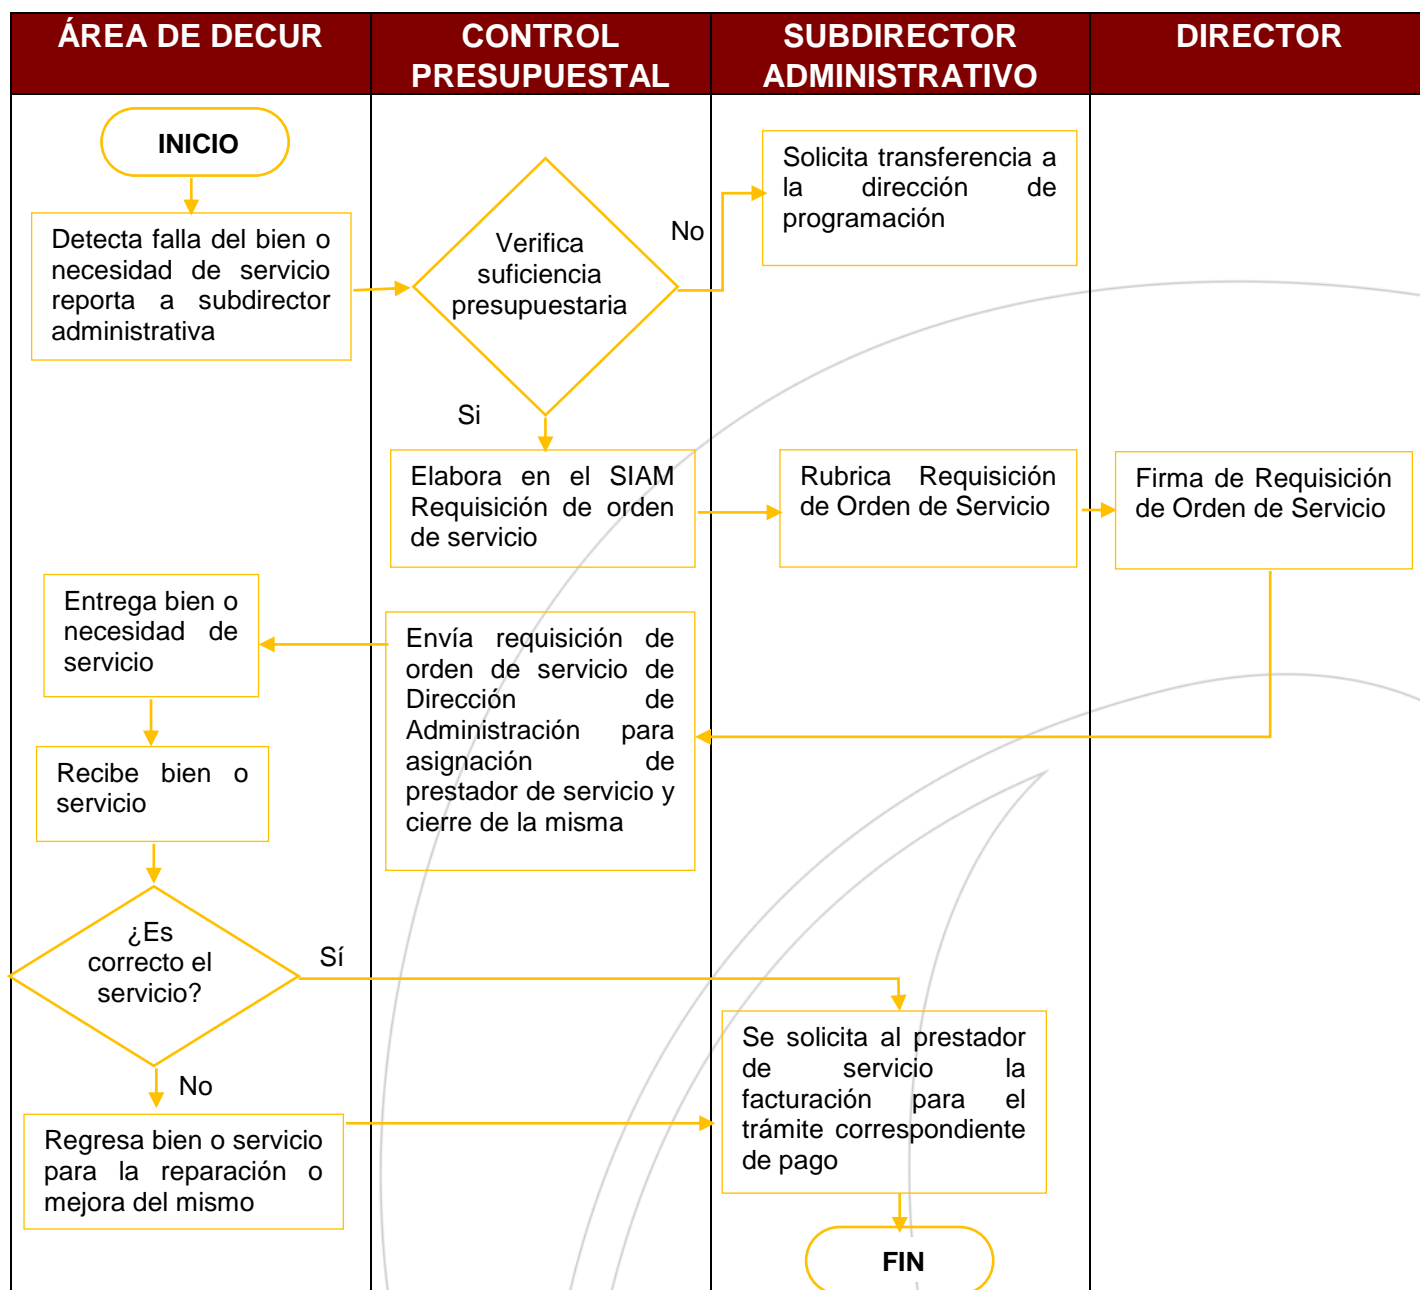 ÁREA DE DECUR
CONTROL
PRESUPUESTAL
SUBDIRECTOR
ADMINISTRATIVO
DIRECTOR
INICIO
Detecta falla del bien o
necesidad de servicio
reporta a subdirector
administrativa
Verifica
suficiencia
presupuestaria
No
Solicita transferencia a
la dirección de
programación
Si
Elabora en el SIAM
Requisición de orden
de servicio
Rubrica Requisición
de Orden de Servicio
Firma de Requisición
de Orden de Servicio
Envía requisición de
orden de servicio de
Dirección de
Administración para
asignación de
prestador de servicio y
cierre de la misma
Entrega bien o
necesidad de
servicio
Recibe bien o
servicio
¿Es
correcto el
servicio?
Sí
No
Regresa bien o servicio
para la reparación o
mejora del mismo
Se solicita al prestador
de servicio la
facturación para el
trámite correspondiente
de pago
FIN